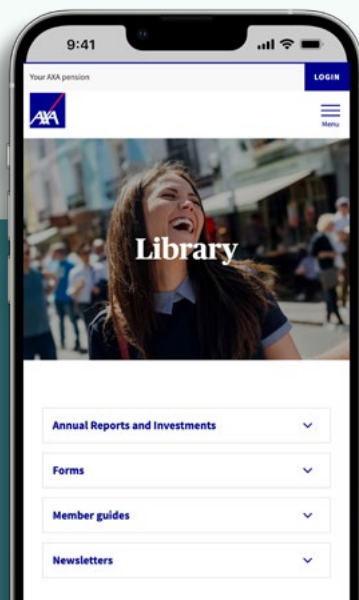 9:41
Your AXA pension
LOGIN
AXA
Menu
Library
Annual Reports and Investments
Forms
Member guides
Newsletters